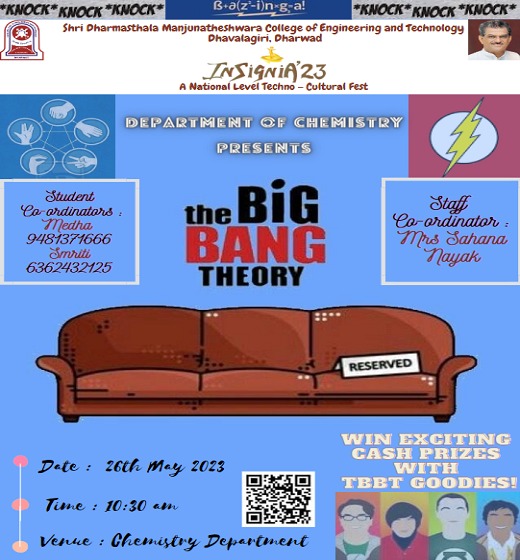 *KNOCK* *KNOCK* *KNOCK*
ß+a(z¹-i)n×g=a!
*KNOCK* *KNOCK* *KNOCK*
Shri Dharmasthala Manjunatheshwara College of Engineering and Technology
Dhavalagiri, Dharwad
INSIGNIA'23
A National Level Techno - Cultural Fest
DEPARTMENT OF CHEMISTRY
PRESENTS
Student
Co-ordinators :
Medha
9481371666
Smriti
6362432125
the BiG
BANG
THEORY
Staff
Co-ordinator :
Mrs Sahana
Nayak
RESERVED
WIN EXCITING
CASH PRIZES
WITH
TBBT GOODIES!
Date : 26th May 2023
Time : 10:30 am
Venue : Chemistry Department